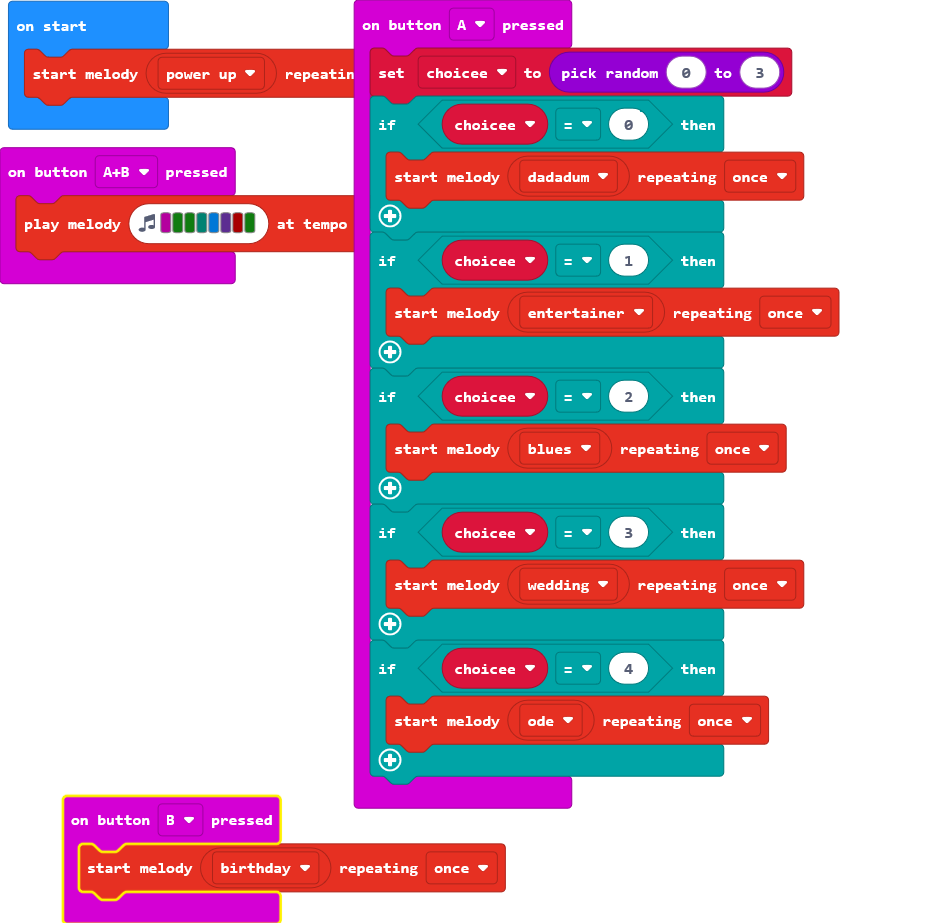 on start
start melody power up repeatin
on button A+B pressed
play melody at tempo
on button A pressed
set choicee to pick random 0 to 3
if choicee = 0 then
start melody dadadum repeating once
if choicee = 1 then
start melody entertainer repeating once
if choicee = 2 then
start melody blues repeating once
if choicee = 3 then
start melody wedding repeating once
if choicee = 4 then
start melody ode repeating once
on button B pressed
start melody birthday repeating once